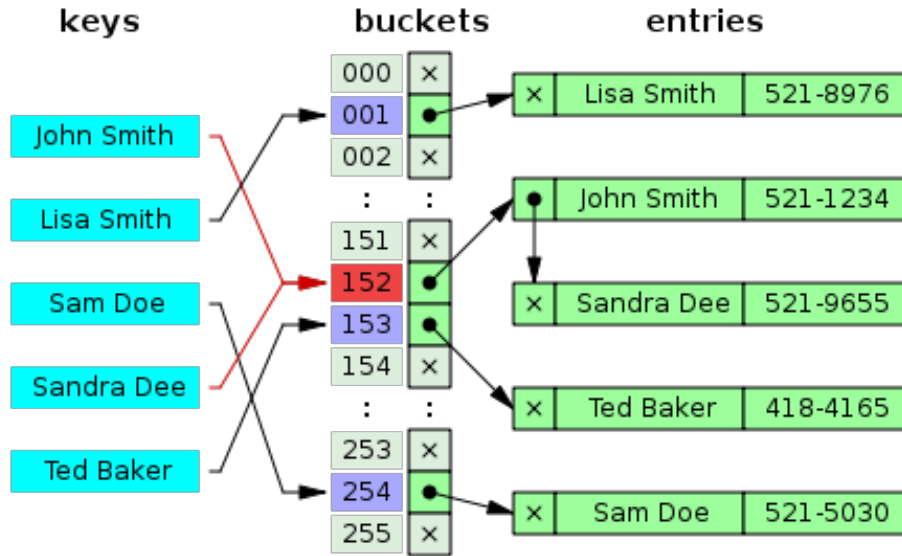 keys buckets entries
John Smith
Lisa Smith
Sam Doe
Sandra Dee
Ted Baker
000 ×
001
002 ×
: :
151 ×
152
153
154 ×
: :
253 ×
254
255 ×
× Lisa Smith 521-8976
John Smith 521-1234
× Sandra Dee 521-9655
× Ted Baker 418-4165
× Sam Doe 521-5030